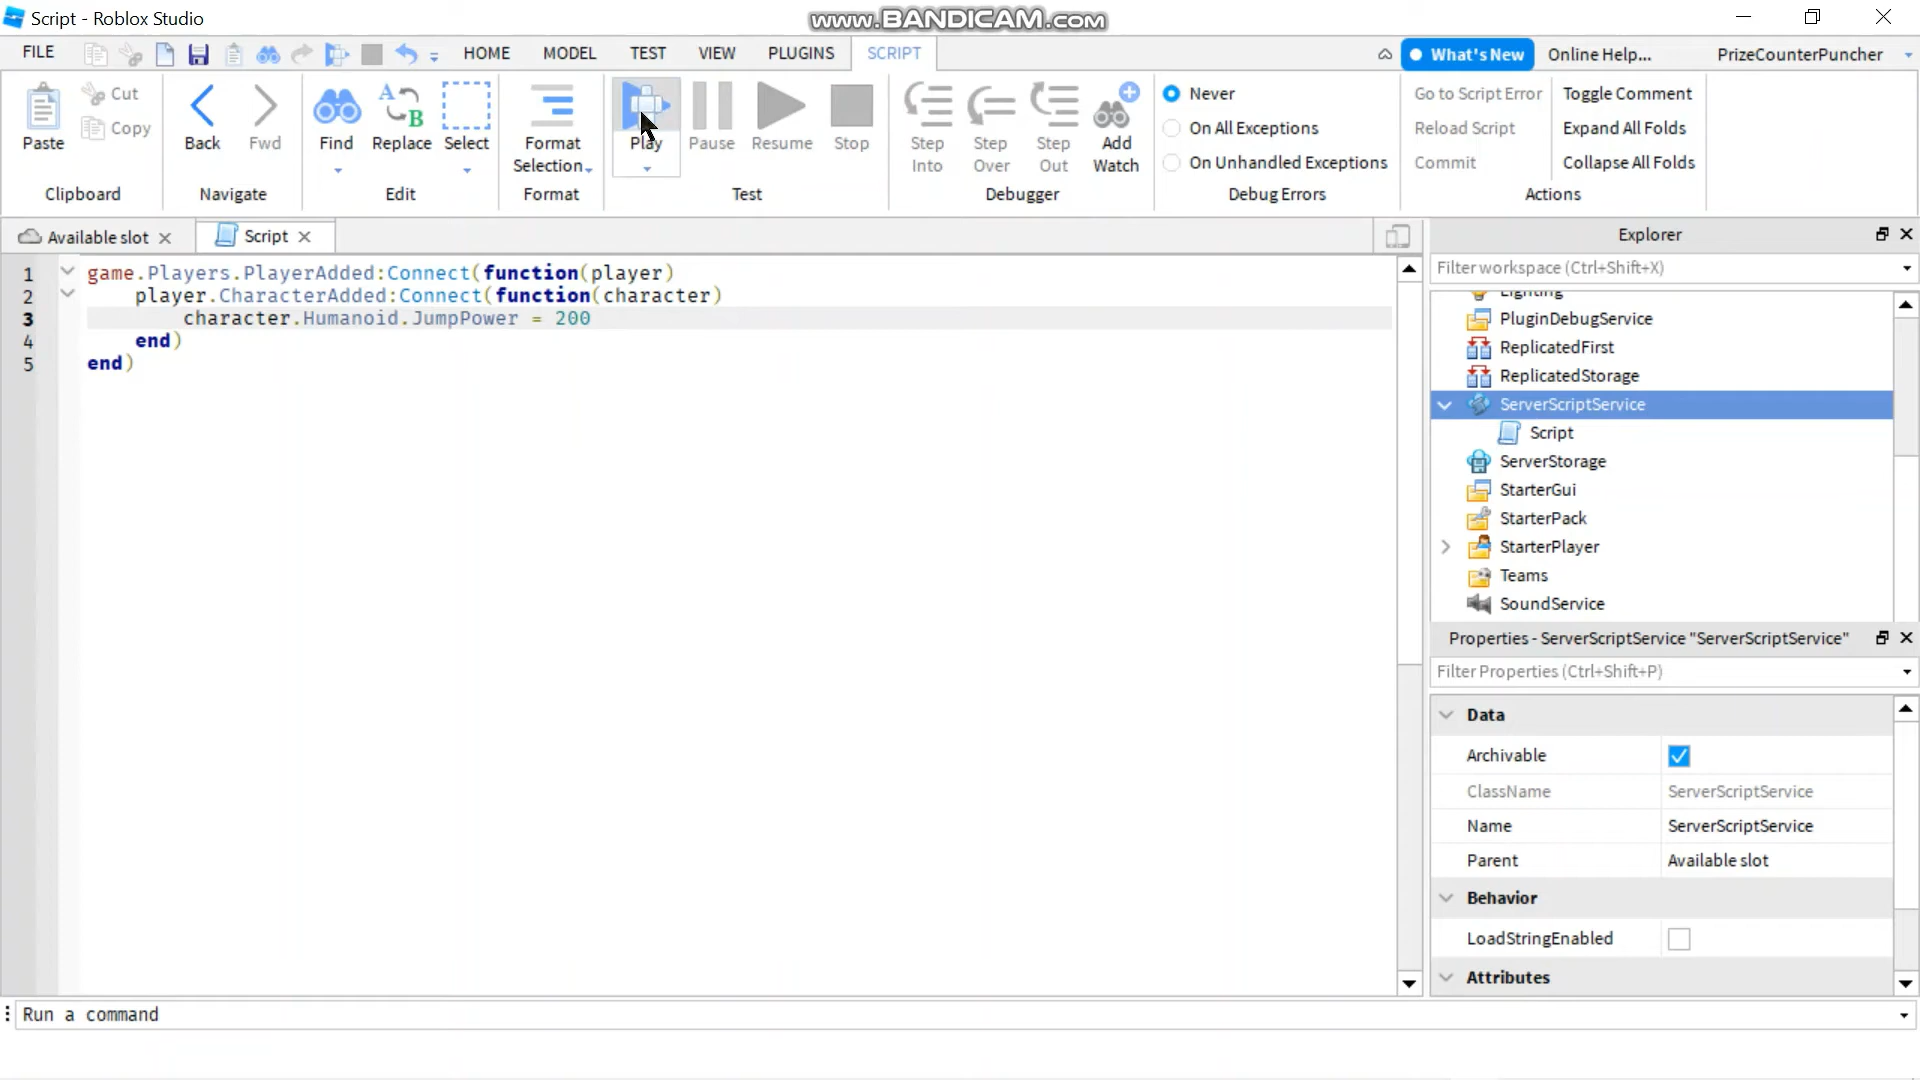 Script - Roblox Studio
www.BANDICAM.com
FILE HOME MODEL TEST VIEW PLUGINS SCRIPT What's New Online Help... PrizeCounterPuncher
Paste Cut Copy
Clipboard
Back Fwd
Navigate
Find Replace Select
A B
Edit
Format Selection
Format
Play Pause Resume Stop
Test
Step Into
Step Over
Step Out
Add Watch
Debugger
Never
On All Exceptions
On Unhandled Exceptions
Debug Errors
Go to Script Error
Reload Script
Commit
Toggle Comment
Expand All Folds
Collapse All Folds
Actions
Available slot
Script
1 game.Players.PlayerAdded:Connect(function(player)
2 player.CharacterAdded:Connect(function(character)
3 character.Humanoid.JumpPower = 200
4 end)
5 end)
Explorer
Filter workspace (Ctrl+Shift+X)
Lighting
PluginDebugService
ReplicatedFirst
ReplicatedStorage
ServerScriptService
Script
ServerStorage
StarterGui
StarterPack
StarterPlayer
Teams
SoundService
Properties - ServerScriptService "ServerScriptService"
Filter Properties (Ctrl+Shift+P)
Data
Archivable
ClassName ServerScriptService
Name ServerScriptService
Parent Available slot
Behavior
LoadStringEnabled
Attributes
Run a command